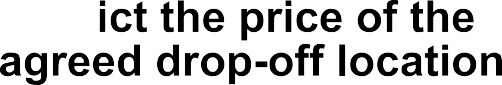 ict the price of the
agreed drop-off location